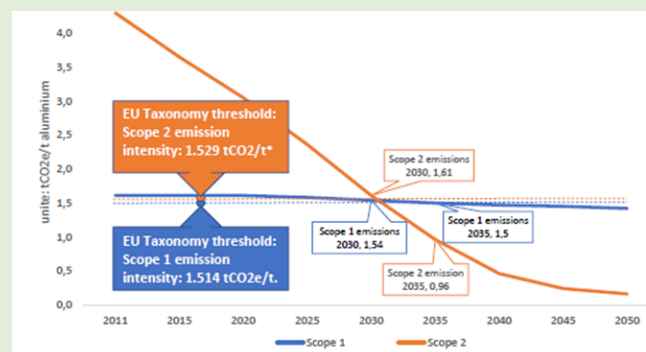 unite: tCO2e/t aluminium
4,0
3,5
3,0
2,5
2,0
1,5
1,0
0,5
0,0
EU Taxonomy threshold:
Scope 2 emission
intensity: 1.529 tCO2/t*
EU Taxonomy threshold:
Scope 1 emission
intensity: 1.514 tCO2e/t.
Scope 2 emissions
2030, 1,61
Scope 1 emissions
2030, 1,54
Scope 1 emissions
2035, 1,5
Scope 2 emission
2035, 0,96
2011 2015 2020 2025 2030 2035 2040 2045 2050
Scope 1 Scope 2